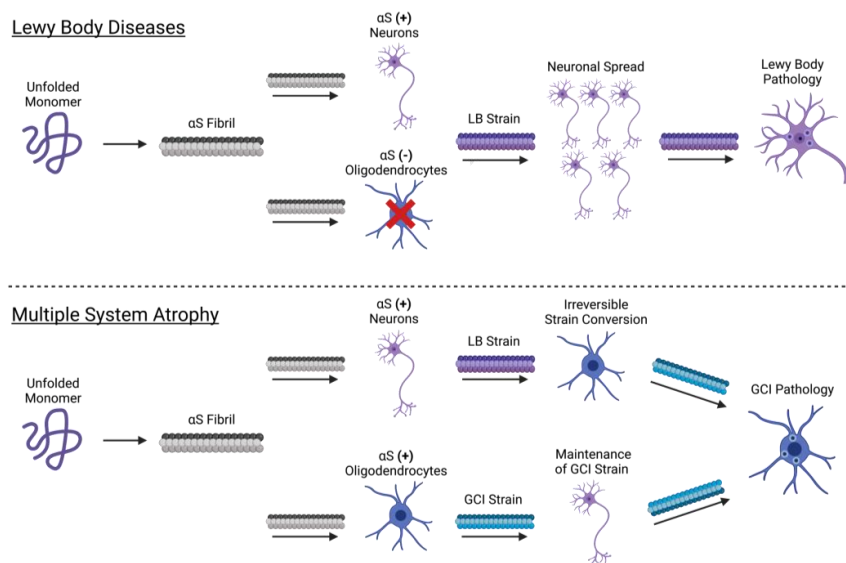 Lewy Body Diseases
αS (+)
Neurons
Unfolded
Monomer
αS Fibril
αS (-)
Oligodendrocytes
LB Strain
Neuronal Spread
Lewy Body
Pathology
Multiple System Atrophy
αS (+)
Neurons
Unfolded
Monomer
αS Fibril
LB Strain
Irreversible
Strain Conversion
αS (+)
Oligodendrocytes
GCI Strain
Maintenance
of GCI Strain
GCI Pathology